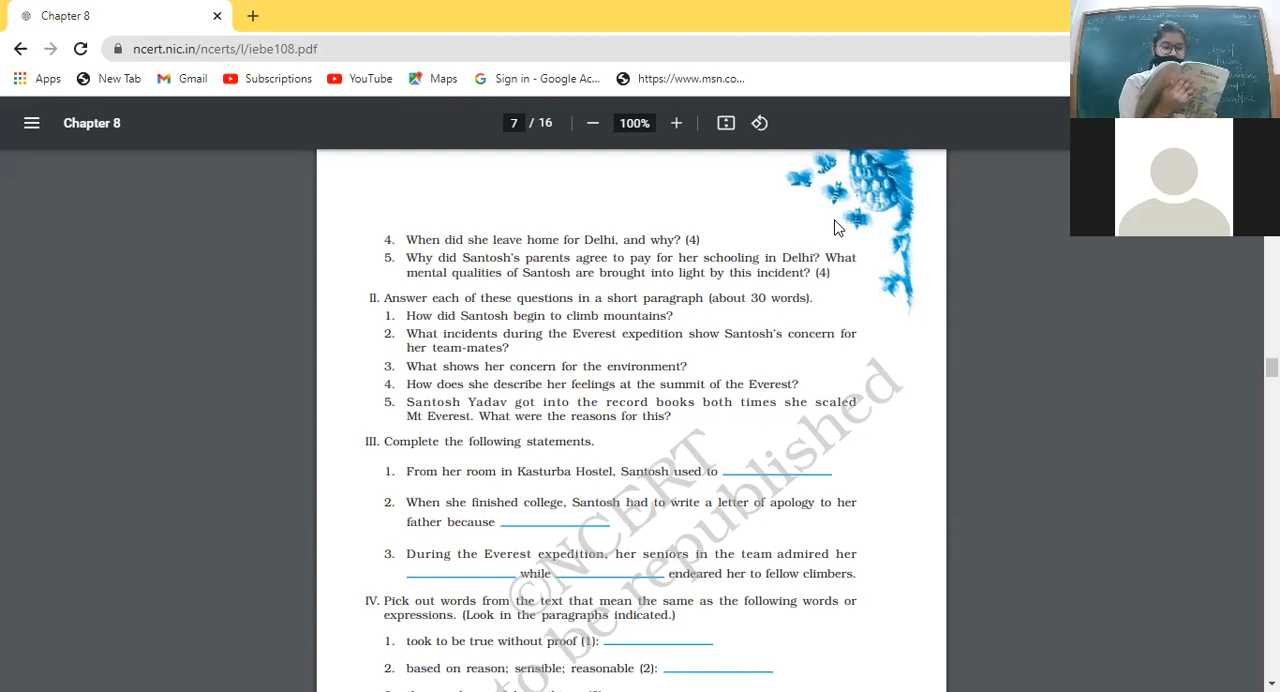 Chapter 8
ncert.nic.in/ncerts/l/iebe108.pdf
Apps
New Tab
Gmail
Subscriptions
YouTube
Maps
Sign in - Google Ac...
https://www.msn.co...
Chapter 8
7 / 16
100%
4. When did she leave home for Delhi, and why? (4)
5. Why did Santosh's parents agree to pay for her schooling in Delhi? What
mental qualities of Santosh are brought into light by this incident? (4)
II. Answer each of these questions in a short paragraph (about 30 words).
1. How did Santosh begin to climb mountains?
2. What incidents during the Everest expedition show Santosh's concern for
her team-mates?
3. What shows her concern for the environment?
4. How does she describe her feelings at the summit of the Everest?
5. Santosh Yadav got into the record books both times she scaled
Mt Everest. What were the reasons for this?
III. Complete the following statements.
1. From her room in Kasturba Hostel, Santosh used to
2. When she finished college, Santosh had to write a letter of apology to her
father because
3. During the Everest expedition, her seniors in the team admired her
while endeared her to fellow climbers.
IV. Pick out words from the text that mean the same as the following words or
expressions. (Look in the paragraphs indicated.)
1. took to be true without proof (1):
2. based on reason; sensible; reasonable (2):
©NCERT
to be republished